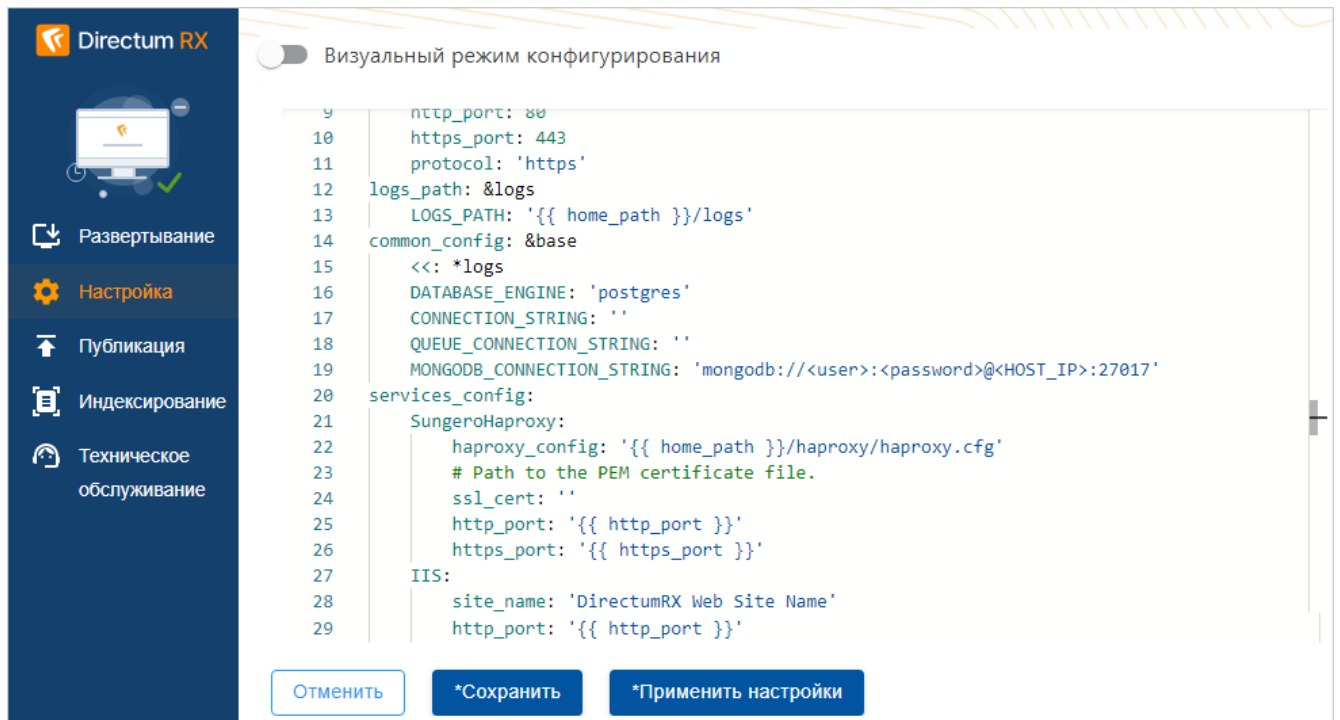 Directum RX
Визуальный режим конфигурирования
Развертывание
Настройка
Публикация
Индексирование
Техническое
обслуживание
9 http_port: 80
10 https_port: 443
11 protocol: 'https'
12 logs_path: &logs
13 LOGS_PATH: '{{ home_path }}/logs'
14 common_config: &base
15 <<: *logs
16 DATABASE_ENGINE: 'postgres'
17 CONNECTION_STRING: ''
18 QUEUE_CONNECTION_STRING: ''
19 MONGODB_CONNECTION_STRING: 'mongodb://<user>:<password>@<HOST_IP>:27017'
20 services_config:
21 SungeroHaproxy:
22 haproxy_config: '{{ home_path }}/haproxy/haproxy.cfg'
23 # Path to the PEM certificate file.
24 ssl_cert: ''
25 http_port: '{{ http_port }}'
26 https_port: '{{ https_port }}'
27 IIS:
28 site_name: 'DirectumRX Web Site Name'
29 http_port: '{{ http_port }}'
Отменить
*Сохранить
*Применить настройки